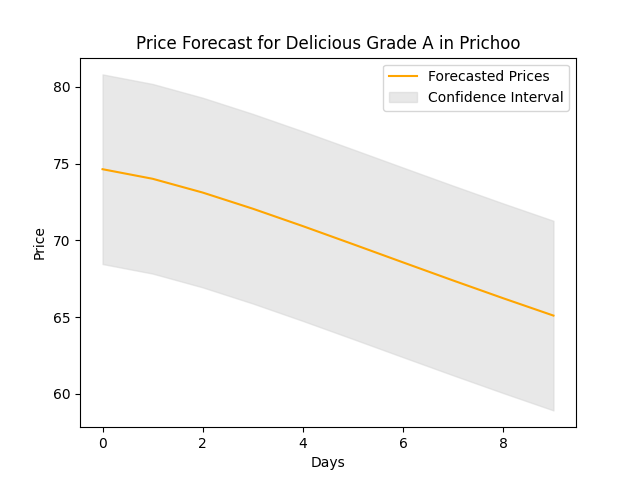 Price Forecast for Delicious Grade A in Prichoo
Forecasted Prices
Confidence Interval
80
75
70
65
60
Price
0 2 4 6 8
Days